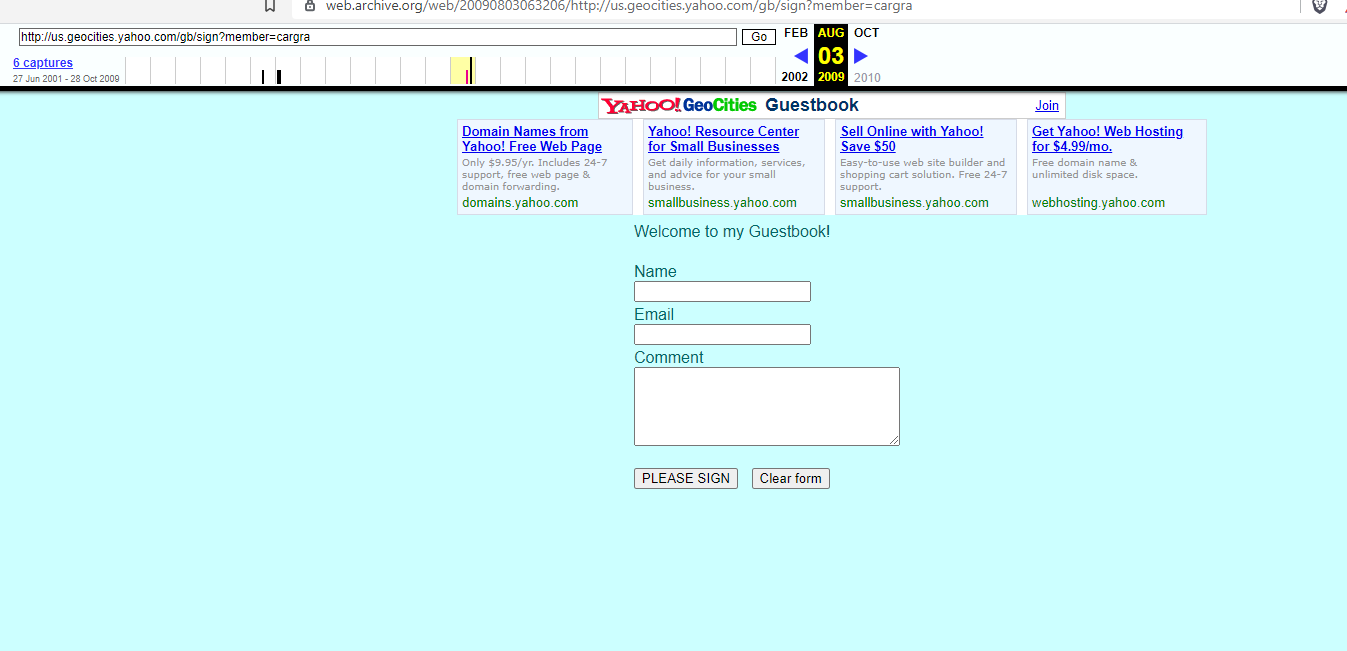 web.archive.org/web/20090803063206/http://us.geocities.yahoo.com/gb/sign?member=cargra
http://us.geocities.yahoo.com/gb/sign?member=cargra
Go
FEB AUG OCT
03
2002 2009 2010
6 captures
27 Jun 2001 - 28 Oct 2009
YAHOO! GeoCities Guestbook
Join
Domain Names from
Yahoo! Free Web Page
Only $9.95/yr. Includes 24-7
support, free web page &
domain forwarding.
domains.yahoo.com
Yahoo! Resource Center
for Small Businesses
Get daily information, services,
and advice for your small
business.
smallbusiness.yahoo.com
Sell Online with Yahoo!
Save $50
Easy-to-use web site builder and
shopping cart solution. Free 24-7
support.
smallbusiness.yahoo.com
Get Yahoo! Web Hosting
for $4.99/mo.
Free domain name &
unlimited disk space.
webhosting.yahoo.com
Welcome to my Guestbook!
Name
Email
Comment
PLEASE SIGN Clear form